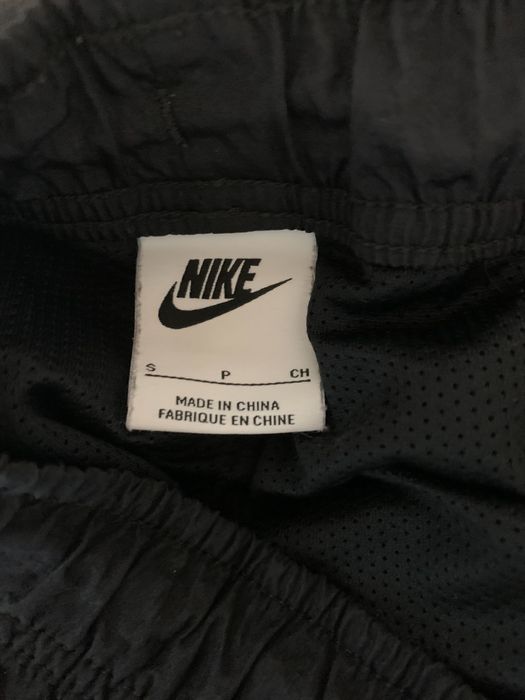 NIKE
S P CH
MADE IN CHINA
FABRIQUE EN CHINE